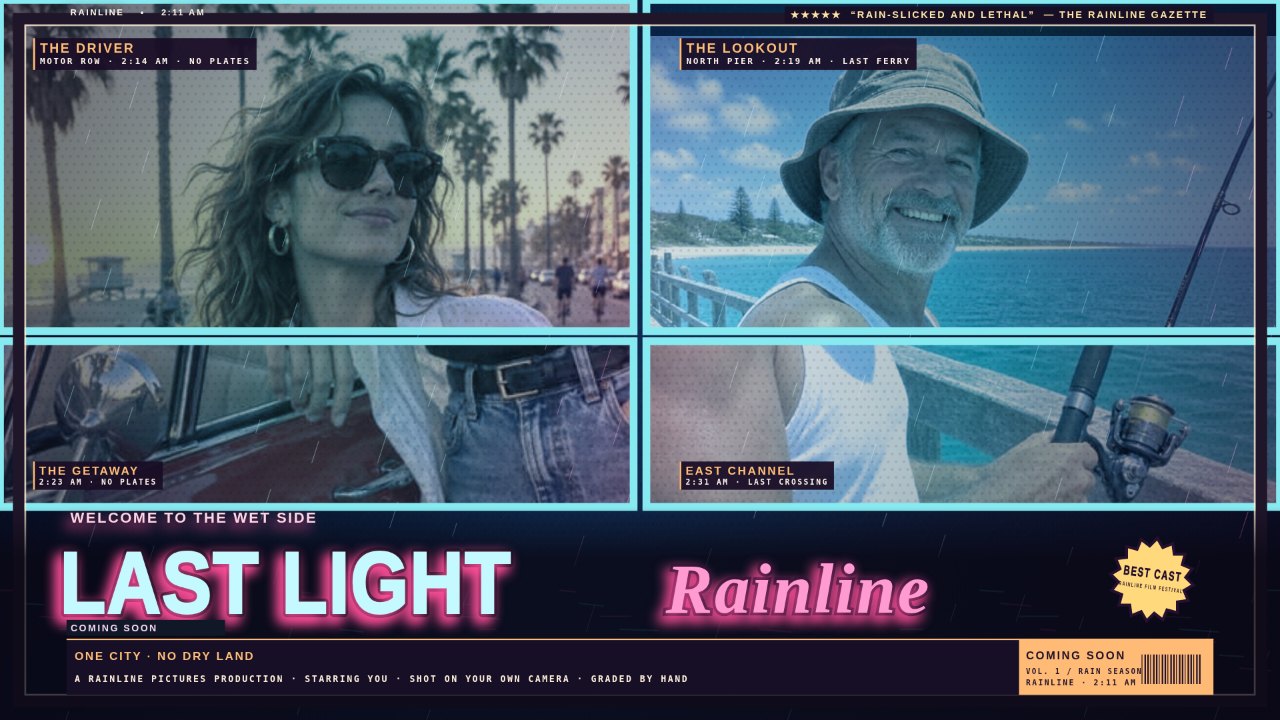 RAINLINE • 2:11 AM
★★★★★ “RAIN-SLICKED AND LETHAL” — THE RAINLINE GAZETTE
THE DRIVER
MOTOR ROW · 2:14 AM · NO PLATES
THE LOOKOUT
NORTH PIER · 2:19 AM · LAST FERRY
THE GETAWAY
2:23 AM · NO PLATES
EAST CHANNEL
2:31 AM · LAST CROSSING
WELCOME TO THE WET SIDE
LAST LIGHT
Rainline
BEST CAST
RAINLINE FILM FESTIVAL
COMING SOON
ONE CITY · NO DRY LAND
A RAINLINE PICTURES PRODUCTION · STARRING YOU · SHOT ON YOUR OWN CAMERA · GRADED BY HAND
COMING SOON
VOL. 1 / RAIN SEASON
RAINLINE · 2:11 AM